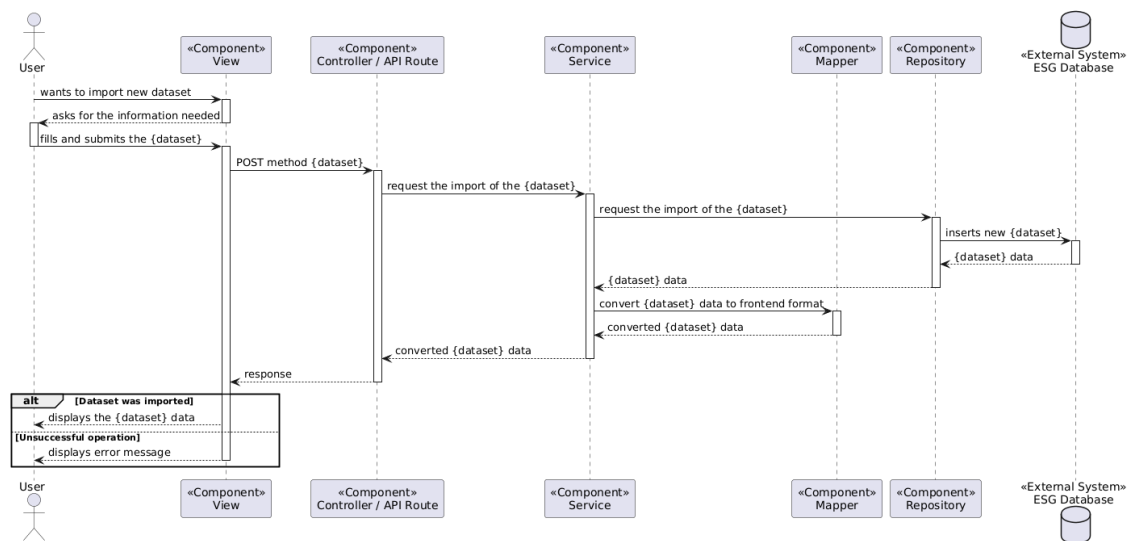 User
«Component»
View
«Component»
Controller / API Route
«Component»
Service
«Component»
Mapper
«Component»
Repository
«External System»
ESG Database
wants to import new dataset
asks for the information needed
fills and submits the {dataset}
POST method {dataset}
request the import of the {dataset}
request the import of the {dataset}
inserts new {dataset}
{dataset} data
{dataset} data
convert {dataset} data to frontend format
converted {dataset} data
converted {dataset} data
response
alt [Dataset was imported]
displays the {dataset} data
[Unsuccessful operation]
displays error message
User
«Component»
View
«Component»
Controller / API Route
«Component»
Service
«Component»
Mapper
«Component»
Repository
«External System»
ESG Database